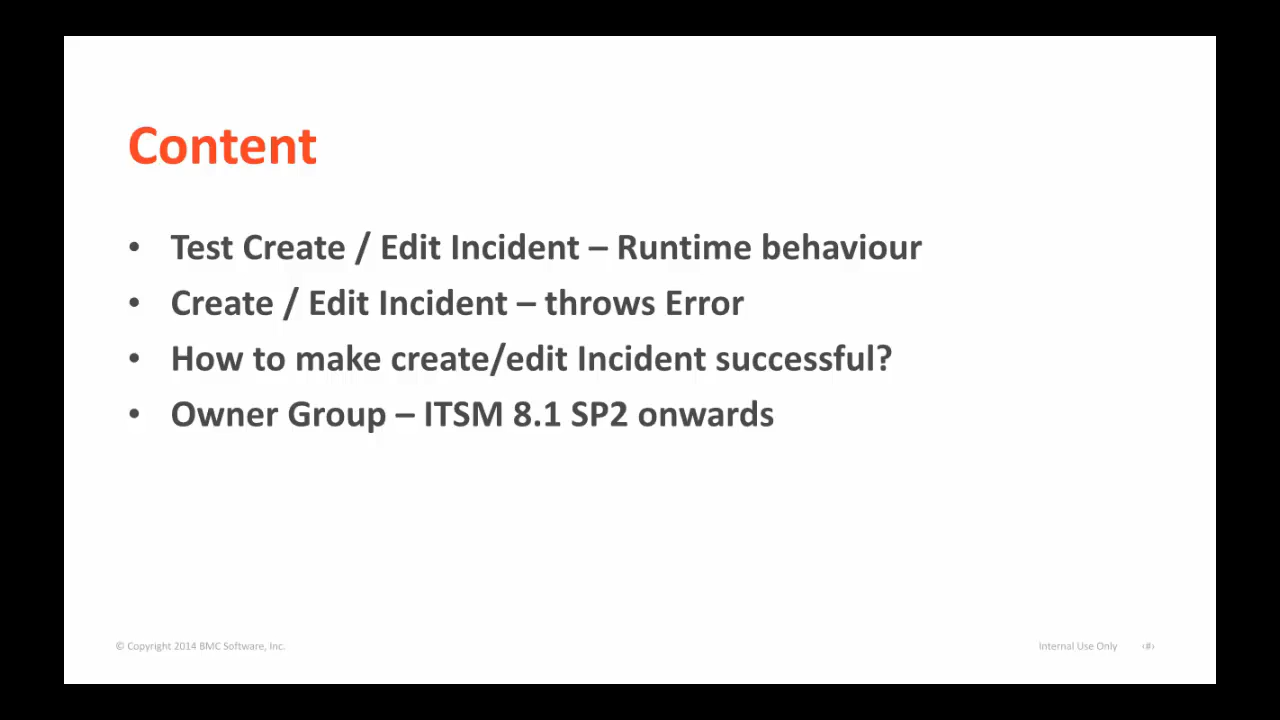 Content
• Test Create / Edit Incident – Runtime behaviour
• Create / Edit Incident – throws Error
• How to make create/edit Incident successful?
• Owner Group – ITSM 8.1 SP2 onwards
© Copyright 2014 BMC Software, Inc.
Internal Use Only ‹#›